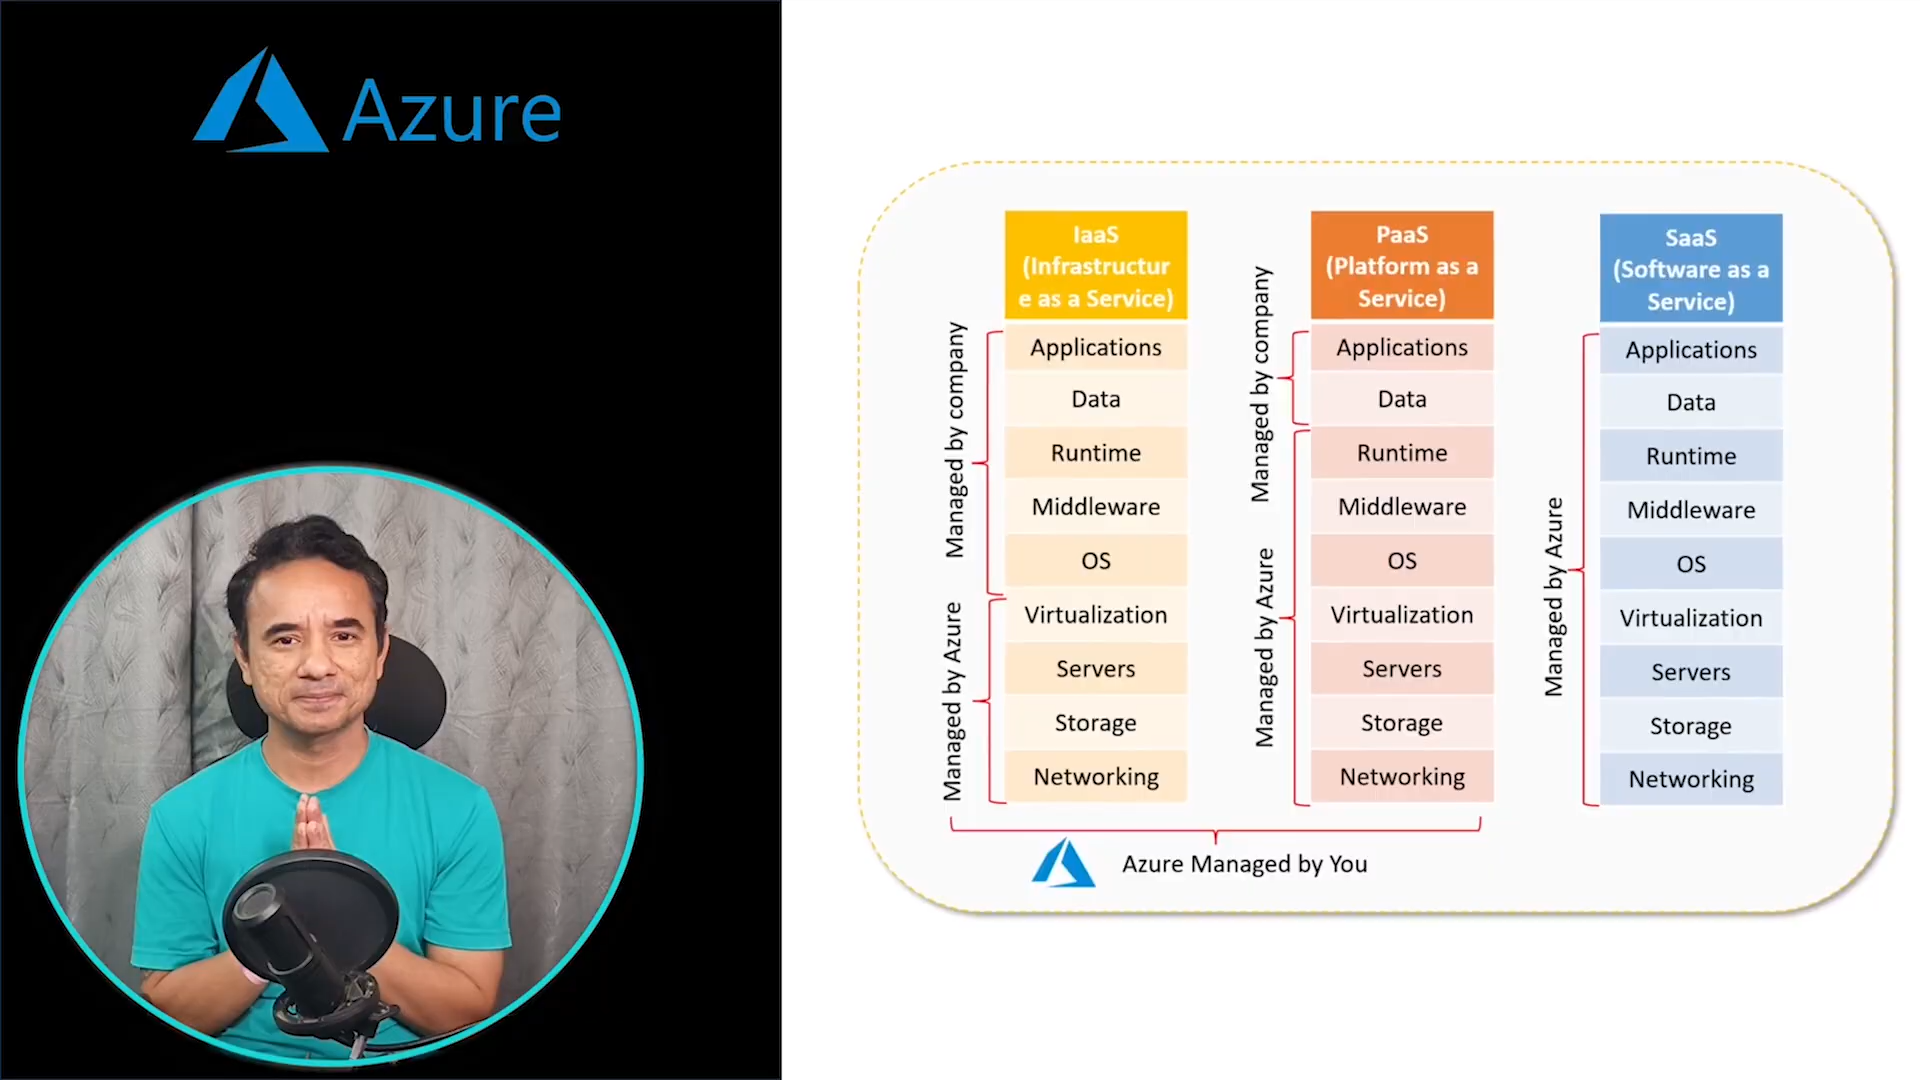 Azure
IaaS
(Infrastructur
e as a Service)
Managed by company
Managed by Azure
Applications
Data
Runtime
Middleware
OS
Virtualization
Servers
Storage
Networking
PaaS
(Platform as a
Service)
Managed by company
Managed by Azure
Applications
Data
Runtime
Middleware
OS
Virtualization
Servers
Storage
Networking
SaaS
(Software as a
Service)
Managed by Azure
Applications
Data
Runtime
Middleware
OS
Virtualization
Servers
Storage
Networking
Azure Managed by You